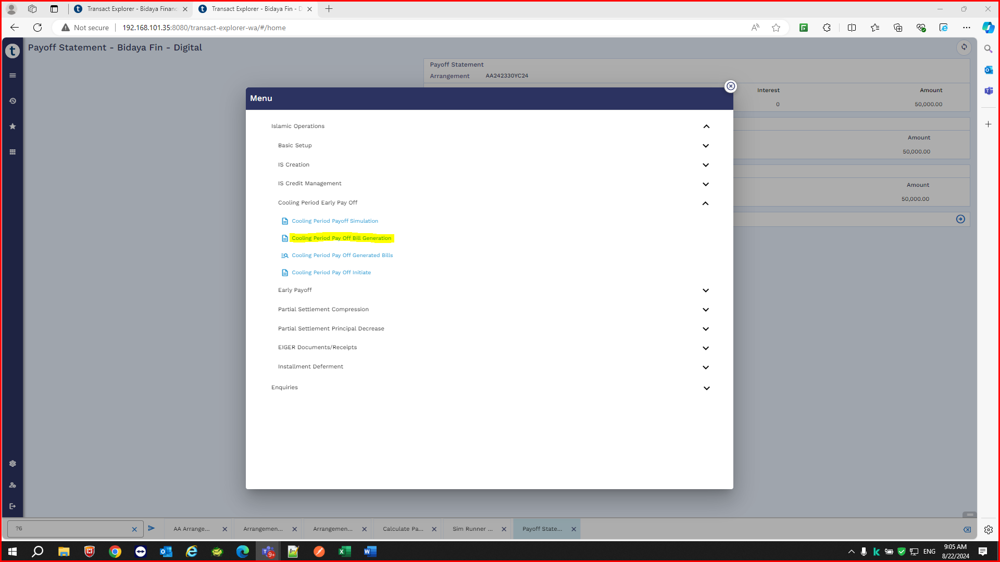 Transact Explorer - Bidaya Financ
Transact Explorer - Bidaya Fin - D
Not secure
192.168.101.35:8080/transact-explorer-wa/#/home
Payoff Statement - Bidaya Fin - Digital
Payoff Statement
Arrangement AA242330YC24
Interest Amount
0 50,000.00
Amount
50,000.00
Amount
50,000.00
Menu
Islamic Operations
Basic Setup
IS Creation
IS Credit Management
Cooling Period Early Pay Off
Cooling Period Payoff Simulation
Cooling Period Pay Off Bill Generation
Cooling Period Pay Off Generated Bills
Cooling Period Pay Off Initiate
Early Payoff
Partial Settlement Compression
Partial Settlement Principal Decrease
EIGER Documents/Receipts
Installment Deferment
Enquiries
?6
AA Arrange...
Arrangemen...
Arrangemen...
Calculate Pa...
Sim Runner ...
Payoff State...
9+
ENG
9:05 AM
8/22/2024